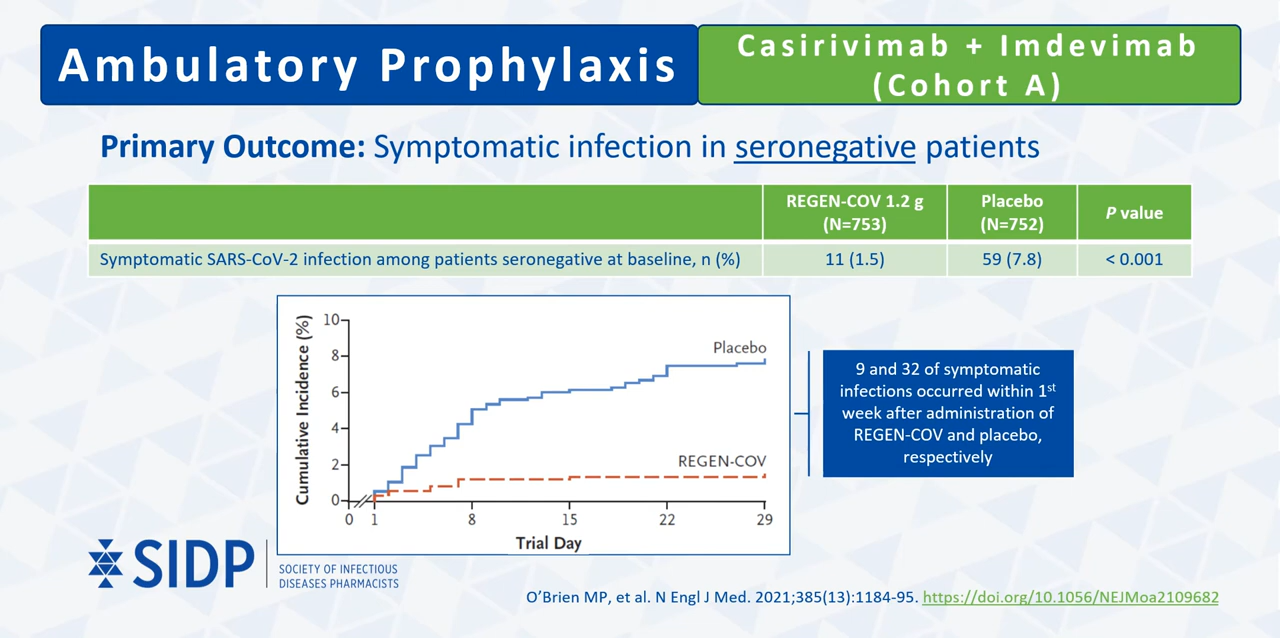 Ambulatory Prophylaxis
Casirivimab + Imdevimab
(Cohort A)
Primary Outcome: Symptomatic infection in seronegative patients
REGEN-COV 1.2 g
(N=753)
Placebo
(N=752)
P value
Symptomatic SARS-CoV-2 infection among patients seronegative at baseline, n (%)
11 (1.5)
59 (7.8)
< 0.001
Cumulative Incidence (%)
10
8
6
4
2
0
Placebo
REGEN-COV
0 1 8 15 22 29
Trial Day
9 and 32 of symptomatic
infections occurred within 1st
week after administration of
REGEN-COV and placebo,
respectively
SIDP
SOCIETY OF INFECTIOUS
DISEASES PHARMACISTS
O'Brien MP, et al. N Engl J Med. 2021;385(13):1184-95. https://doi.org/10.1056/NEJMoa2109682